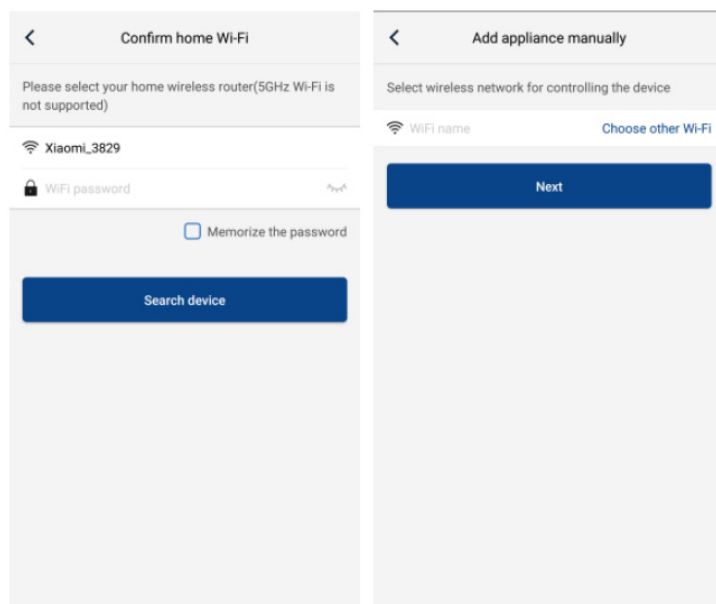 Confirm home Wi-Fi
Please select your home wireless router(5GHz Wi-Fi is
not supported)
Xiaomi_3829
WiFi password
Memorize the password
Search device
Add appliance manually
Select wireless network for controlling the device
WiFi name
Choose other Wi-Fi
Next